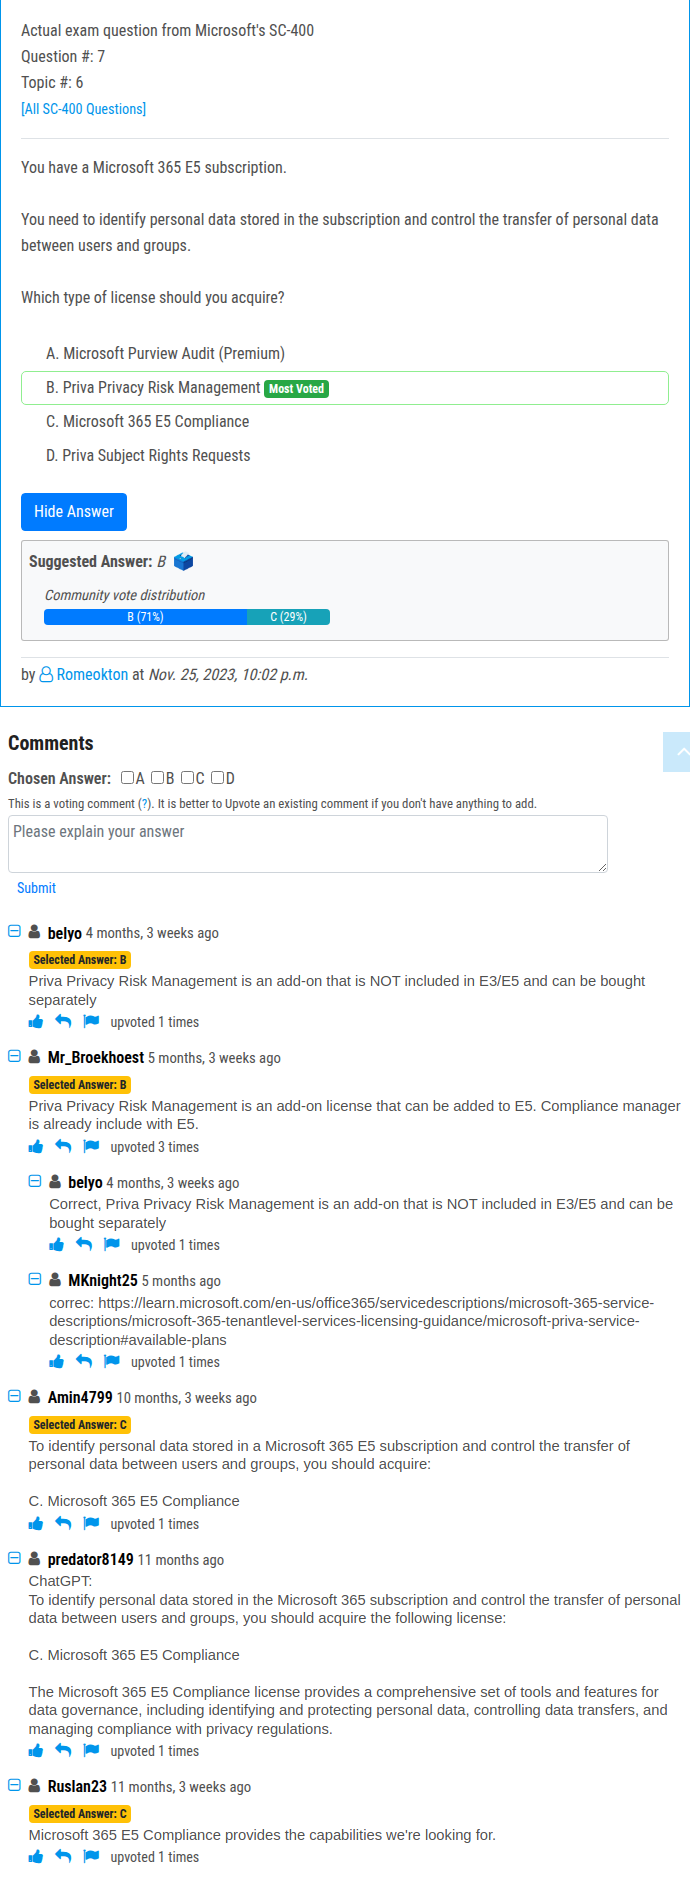 Actual exam question from Microsoft's SC-400
Question #: 7
Topic #: 6
[All SC-400 Questions]
You have a Microsoft 365 E5 subscription.
You need to identify personal data stored in the subscription and control the transfer of personal data
between users and groups.
Which type of license should you acquire?
A. Microsoft Purview Audit (Premium)
B. Priva Privacy Risk Management Most Voted
C. Microsoft 365 E5 Compliance
D. Priva Subject Rights Requests
Hide Answer
Suggested Answer: B
Community vote distribution
B (71%) C (29%)
by Romeokton at Nov. 25, 2023, 10:02 p.m.
Comments
Chosen Answer: A B C D
This is a voting comment (?). It is better to Upvote an existing comment if you don't have anything to add.
Please explain your answer
Submit
belyo 4 months, 3 weeks ago
Selected Answer: B
Priva Privacy Risk Management is an add-on that is NOT included in E3/E5 and can be bought
separately
upvoted 1 times
Mr_Broekhoest 5 months, 3 weeks ago
Selected Answer: B
Priva Privacy Risk Management is an add-on license that can be added to E5. Compliance manager
is already include with E5.
upvoted 3 times
belyo 4 months, 3 weeks ago
Correct, Priva Privacy Risk Management is an add-on that is NOT included in E3/E5 and can be
bought separately
upvoted 1 times
MKnight25 5 months ago
correc: https://learn.microsoft.com/en-us/office365/servicedescriptions/microsoft-365-service-
descriptions/microsoft-365-tenantlevel-services-licensing-guidance/microsoft-priva-service-
description#available-plans
upvoted 1 times
Amin4799 10 months, 3 weeks ago
Selected Answer: C
To identify personal data stored in a Microsoft 365 E5 subscription and control the transfer of
personal data between users and groups, you should acquire:
C. Microsoft 365 E5 Compliance
upvoted 1 times
predator8149 11 months ago
ChatGPT:
To identify personal data stored in the Microsoft 365 subscription and control the transfer of personal
data between users and groups, you should acquire the following license:
C. Microsoft 365 E5 Compliance
The Microsoft 365 E5 Compliance license provides a comprehensive set of tools and features for
data governance, including identifying and protecting personal data, controlling data transfers, and
managing compliance with privacy regulations.
upvoted 1 times
Ruslan23 11 months, 3 weeks ago
Selected Answer: C
Microsoft 365 E5 Compliance provides the capabilities we're looking for.
upvoted 1 times